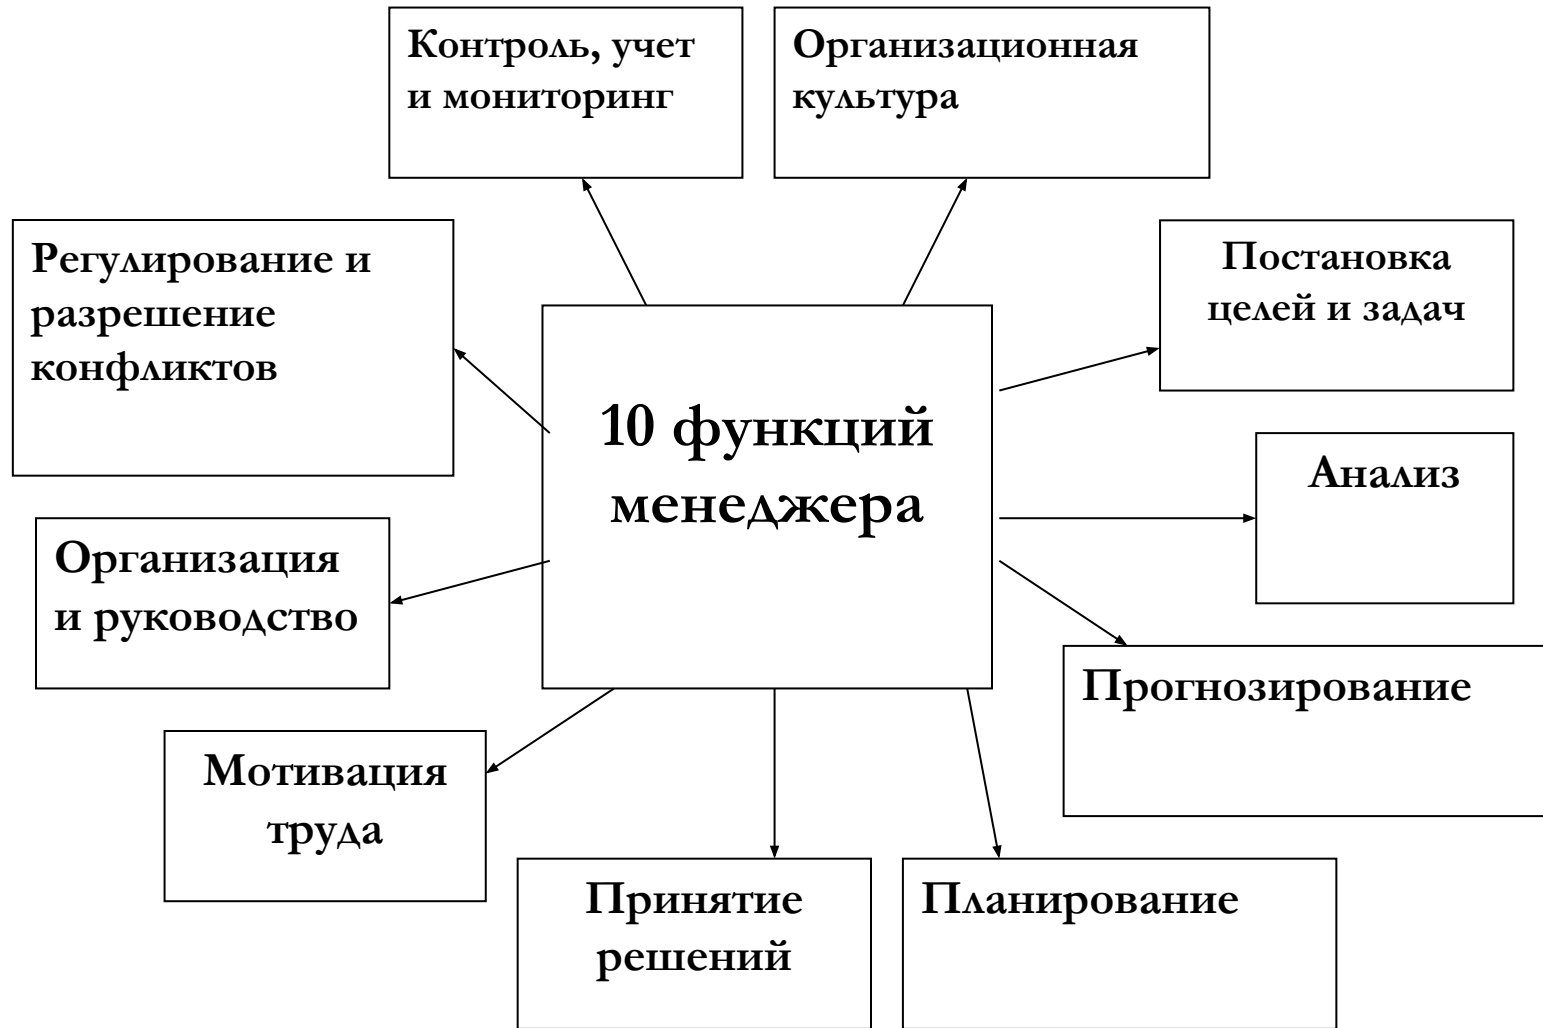 Контроль, учет
и мониторинг
Организационная
культура
Регулирование и
разрешение
конфликтов
Постановка
целей и задач
10 функций
менеджера
Анализ
Организация
и руководство
Прогнозирование
Мотивация
труда
Принятие
решений
Планирование